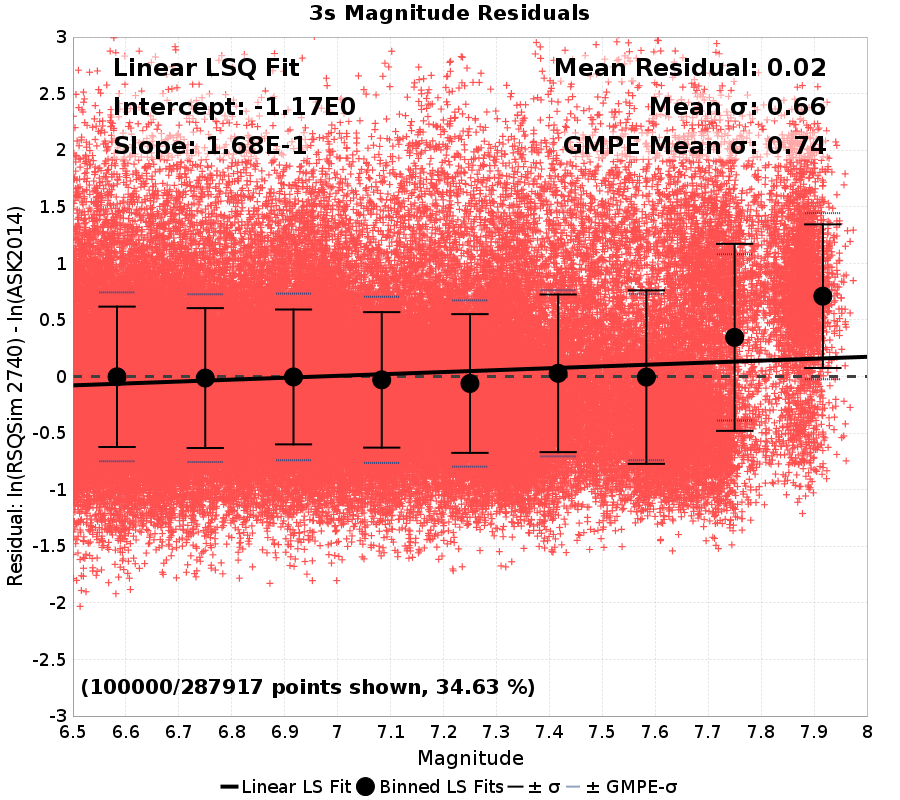 3s Magnitude Residuals
Linear LSQ Fit
Intercept: -1.17E0
Slope: 1.68E-1
Mean Residual: 0.02
Mean σ: 0.66
GMPE Mean σ: 0.74
Residual: ln(RSQSim 2740) - ln(ASK2014)
3
2.5
2
1.5
1
0.5
0
-0.5
-1
-1.5
-2
-2.5
-3
(100000/287917 points shown, 34.63 %)
6.5 6.6 6.7 6.8 6.9 7 7.1 7.2 7.3 7.4 7.5 7.6 7.7 7.8 7.9 8
Magnitude
Linear LS Fit Binned LS Fits ± σ ± GMPE-σ